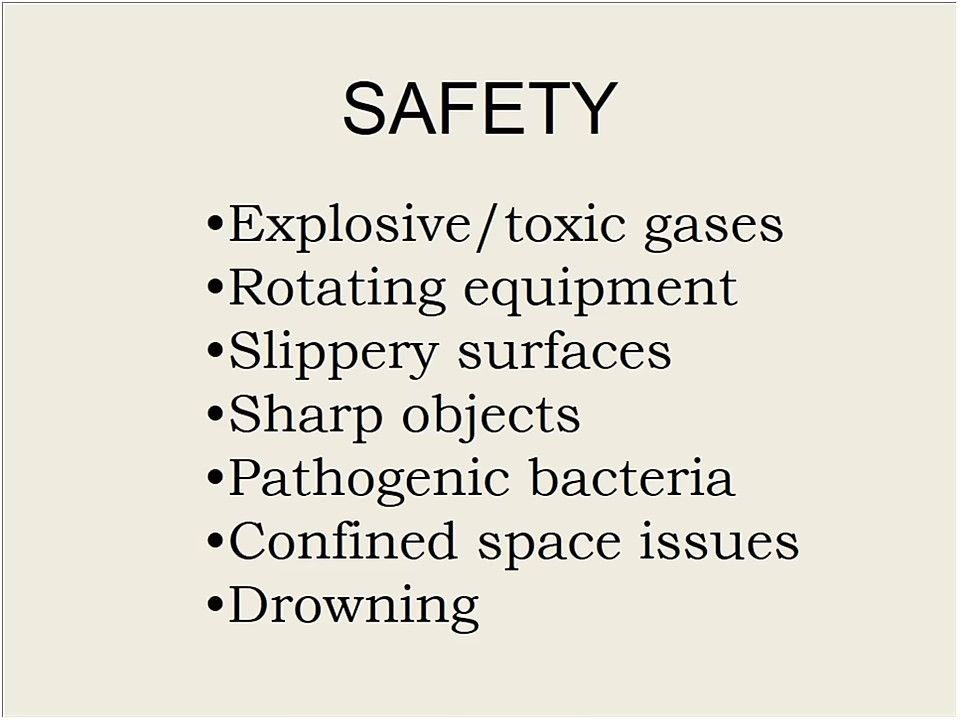 SAFETY
•Explosive/toxic gases
•Rotating equipment
•Slippery surfaces
•Sharp objects
•Pathogenic bacteria
•Confined space issues
•Drowning